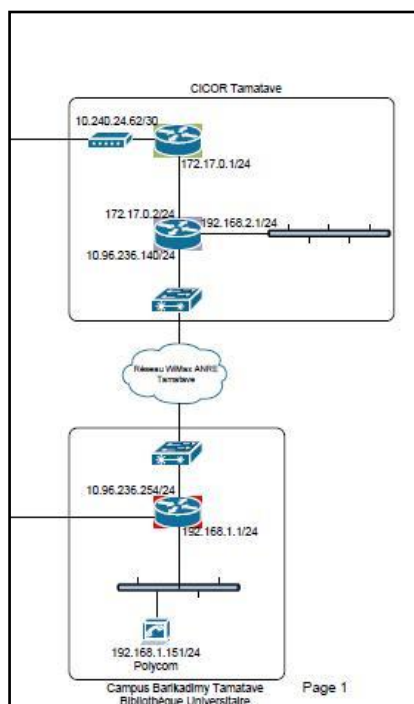 CICOR Tamatave
10.240.24.62/30
172.17.0.1/24
172.17.0.2/24
192.168.2.1/24
10.96.236.140/24
Réseau WiMax ANRE
Tamatave
10.96.236.254/24
192.168.1.1/24
192.168.1.151/24
Polycom
Campus Barikadimy Tamatave
Bibliothèque Universitaire
Page 1